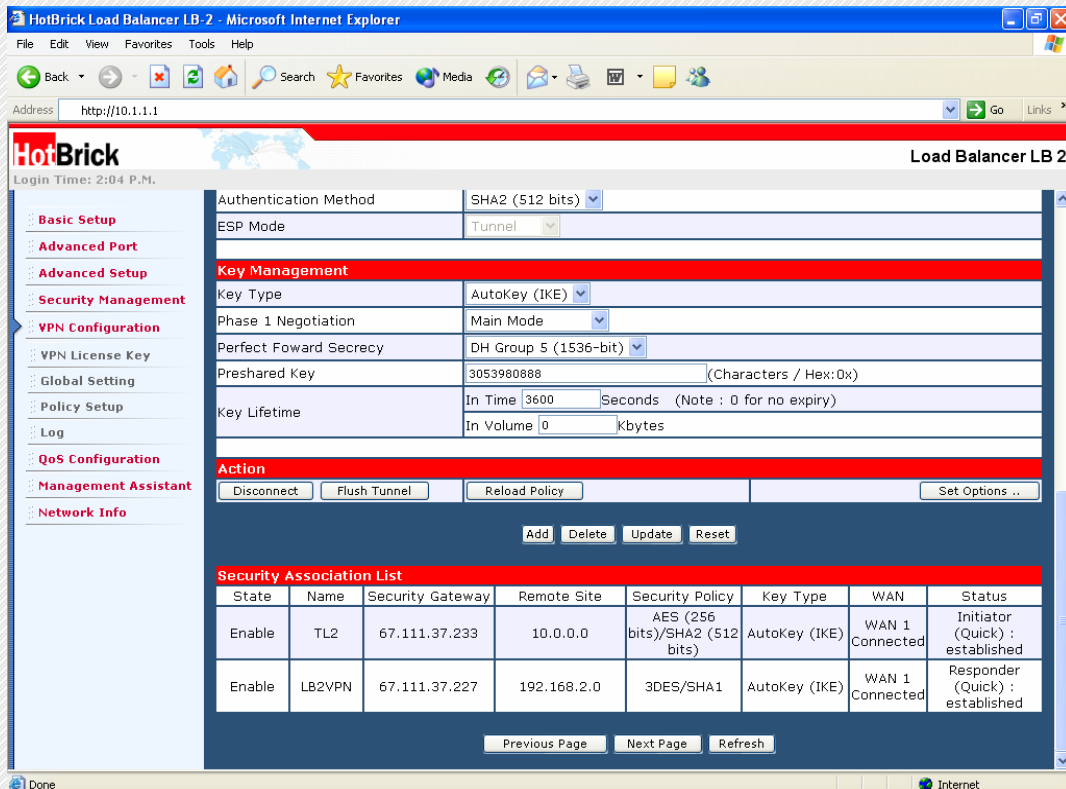 HotBrick Load Balancer LB-2 - Microsoft Internet Explorer
File Edit View Favorites Tools Help
Back Search Favorites Media
Address http://10.1.1.1 Go Links
HotBrick
Load Balancer LB 2
Login Time: 2:04 P.M.
Basic Setup
Advanced Port
Advanced Setup
Security Management
VPN Configuration
VPN License Key
Global Setting
Policy Setup
Log
QoS Configuration
Management Assistant
Network Info
Authentication Method SHA2 (512 bits)
ESP Mode Tunnel
Key Management
Key Type AutoKey (IKE)
Phase 1 Negotiation Main Mode
Perfect Foward Secrecy DH Group 5 (1536-bit)
Preshared Key 3053980888 (Characters / Hex:0x)
Key Lifetime
In Time 3600 Seconds (Note : 0 for no expiry)
In Volume 0 Kbytes
Action
Disconnect Flush Tunnel Reload Policy Set Options ..
Add Delete Update Reset
Security Association List
State Name Security Gateway Remote Site Security Policy Key Type WAN Status
Enable TL2 67.111.37.233 10.0.0.0 AES (256 bits)/SHA2 (512 bits) AutoKey (IKE) WAN 1 Connected Initiator (Quick) : established
Enable LB2VPN 67.111.37.227 192.168.2.0 3DES/SHA1 AutoKey (IKE) WAN 1 Connected Responder (Quick) : established
Previous Page Next Page Refresh
Done Internet